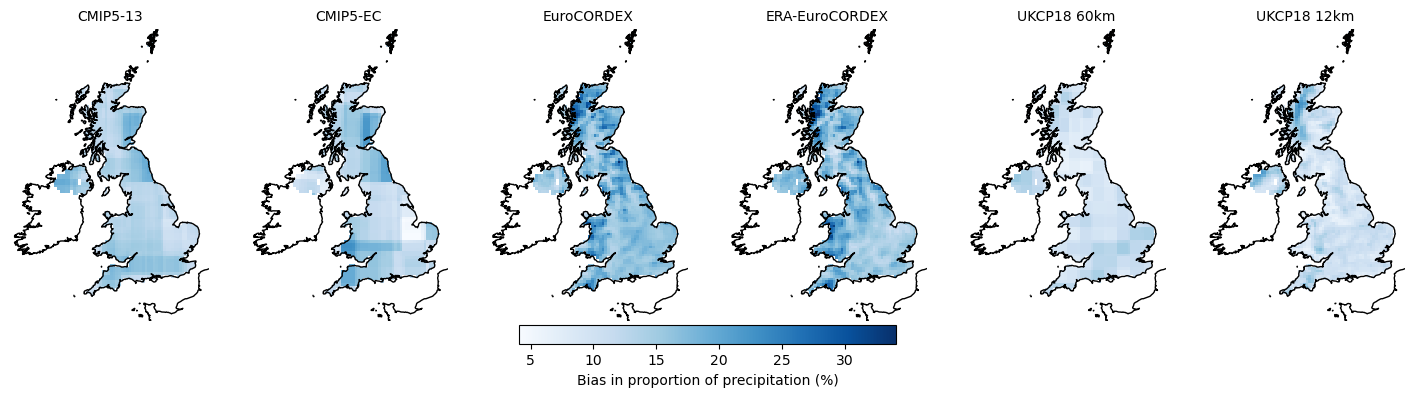 CMIP5-13
CMIP5-EC
EuroCORDEX
ERA-EuroCORDEX
UKCP18 60km
UKCP18 12km
5 10 15 20 25 30
Bias in proportion of precipitation (%)